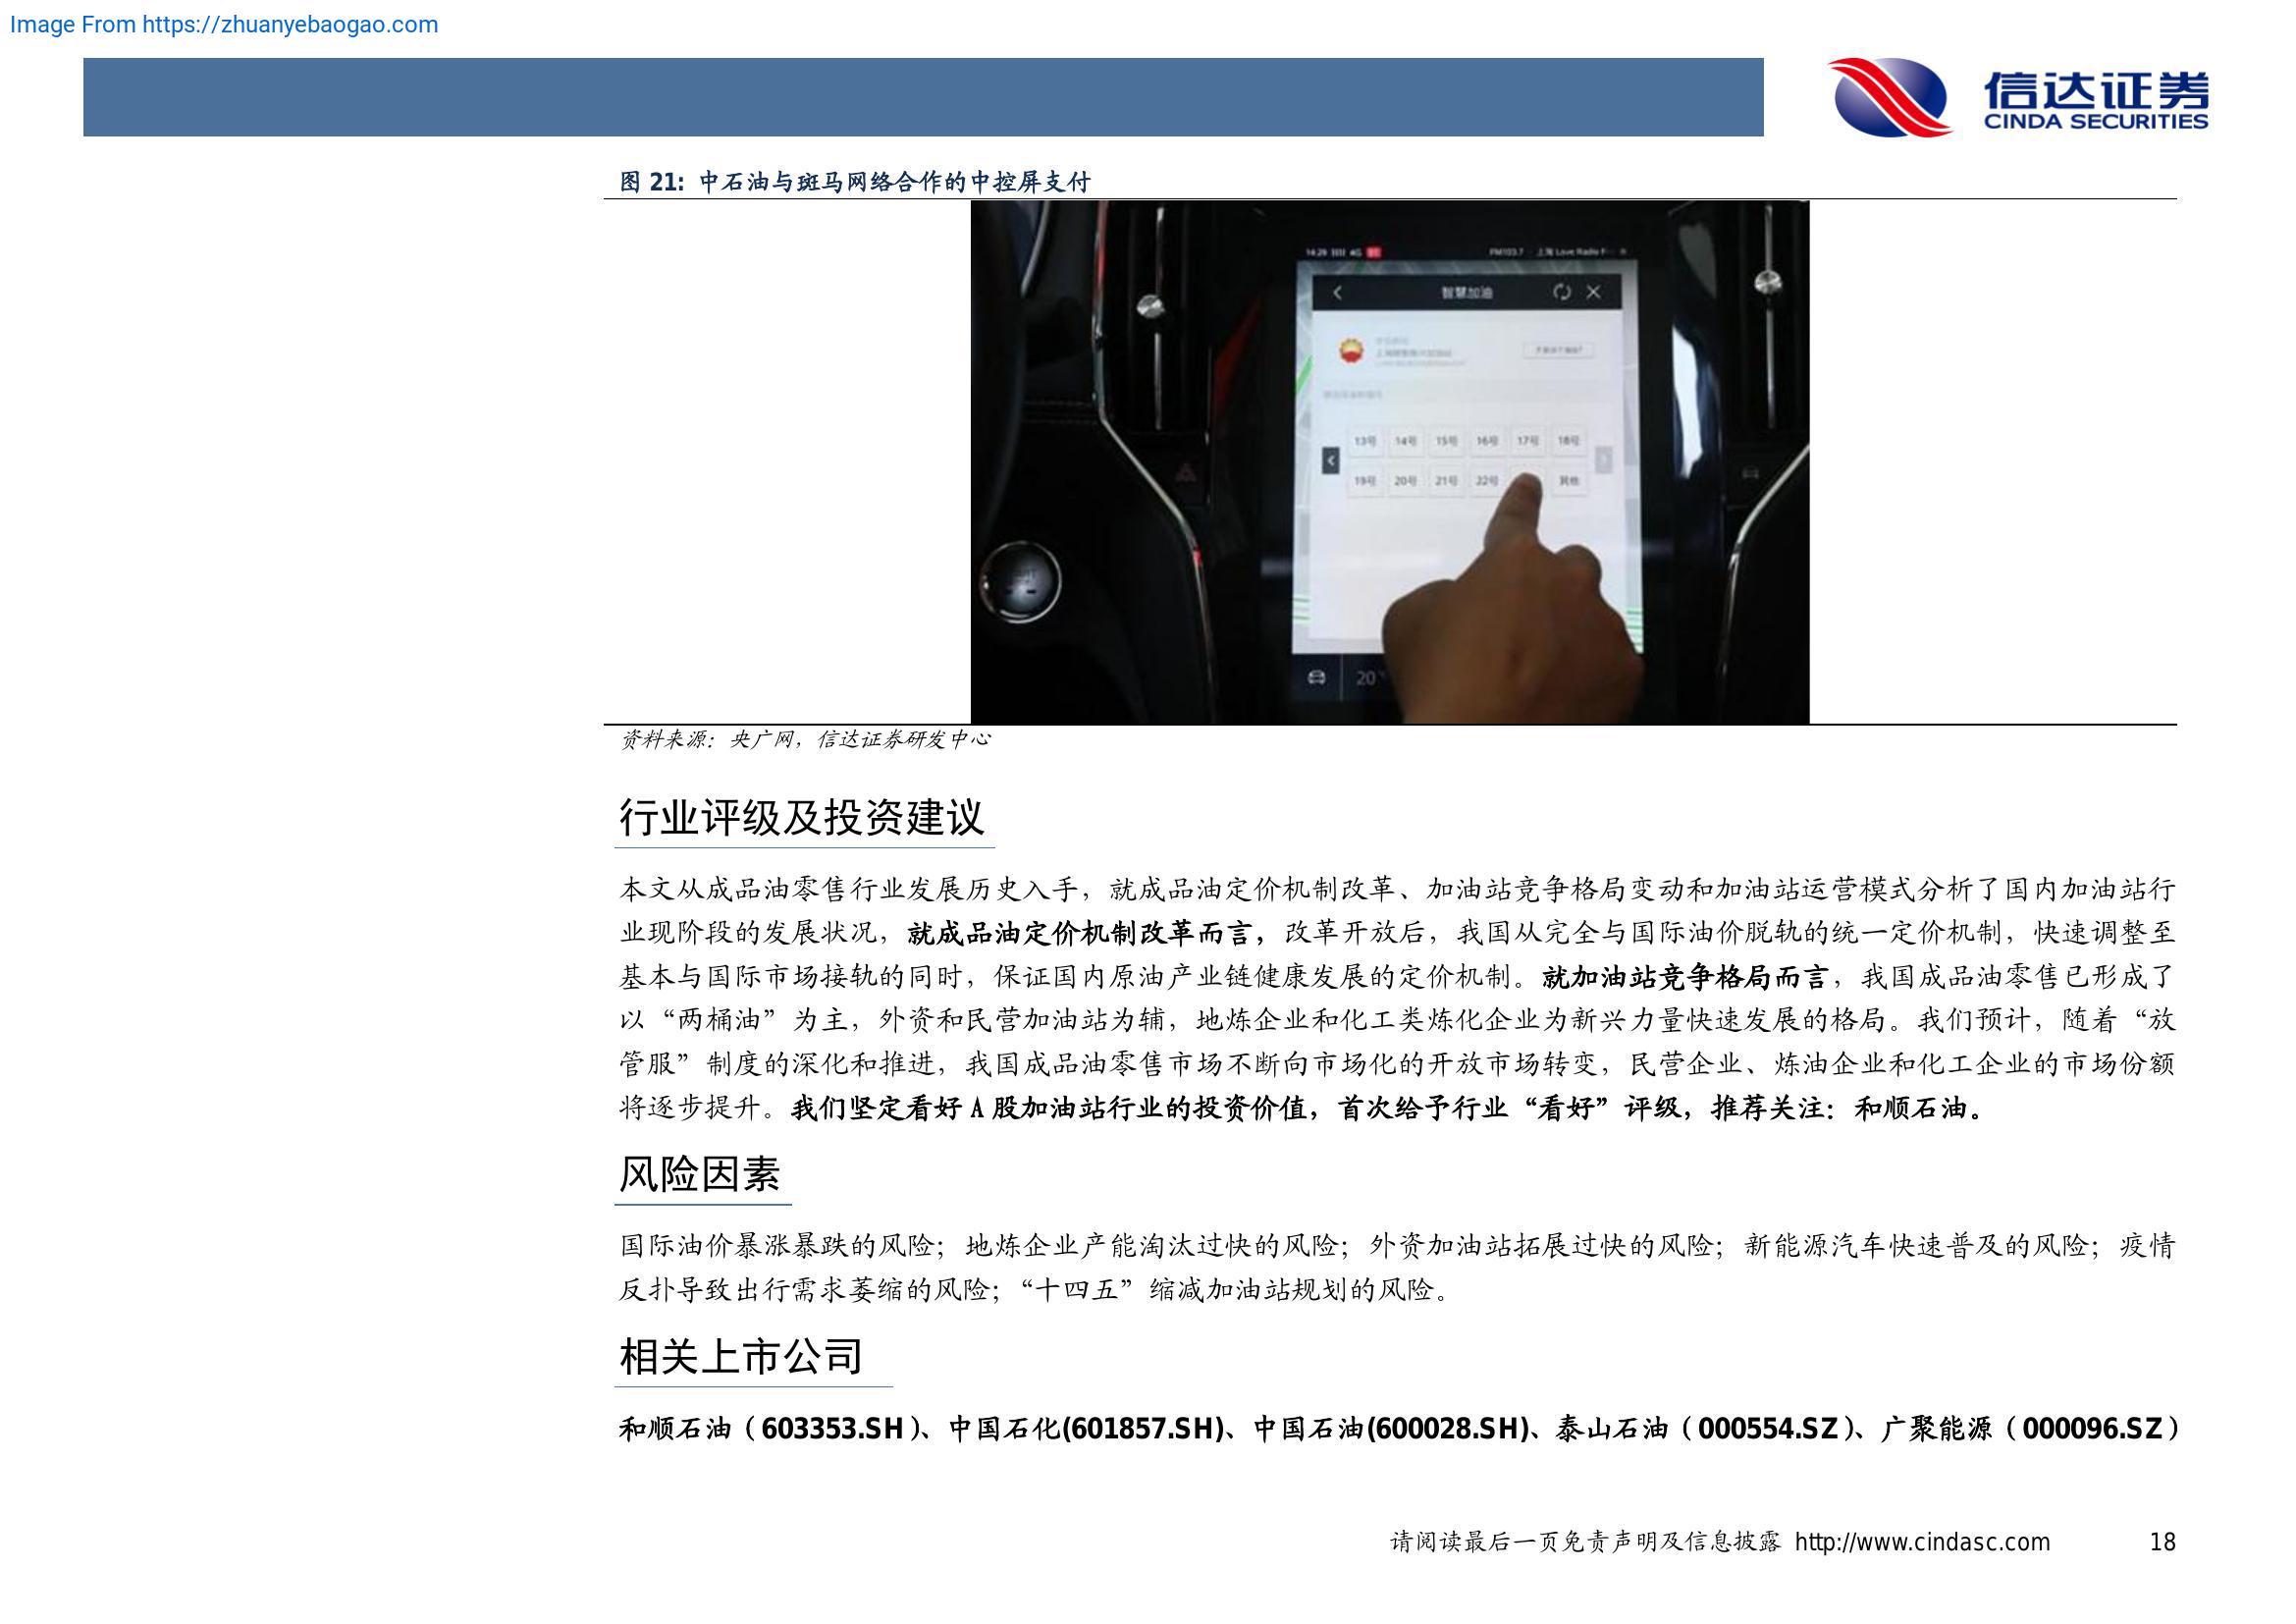 Image From https://zhuanyebaogao.com
信达证券
CINDA SECURITIES
图 21: 中石油与斑马网络合作的中控屏支付
14:29 4G FM103.7 上海 Love Radio F
智慧加油
13号 14号 15号 16号 17号 18号
19号 20号 21号 22号 其他
20°
资料来源：央广网，信达证券研发中心
行业评级及投资建议
本文从成品油零售行业发展历史入手，就成品油定价机制改革、加油站竞争格局变动和加油站运营模式分析了国内加油站行
业现阶段的发展状况，就成品油定价机制改革而言，改革开放后，我国从完全与国际油价脱轨的统一定价机制，快速调整至
基本与国际市场接轨的同时，保证国内原油产业链健康发展的定价机制。就加油站竞争格局而言，我国成品油零售已形成了
以“两桶油”为主，外资和民营加油站为辅，地炼企业和化工类炼化企业为新兴力量快速发展的格局。我们预计，随着“放
管服”制度的深化和推进，我国成品油零售市场不断向市场化的开放市场转变，民营企业、炼油企业和化工企业的市场份额
将逐步提升。我们坚定看好 A 股加油站行业的投资价值，首次给予行业“看好”评级，推荐关注：和顺石油。
风险因素
国际油价暴涨暴跌的风险；地炼企业产能淘汰过快的风险；外资加油站拓展过快的风险；新能源汽车快速普及的风险；疫情
反扑导致出行需求萎缩的风险；“十四五”缩减加油站规划的风险。
相关上市公司
和顺石油（603353.SH）、中国石化(601857.SH)、中国石油(600028.SH)、泰山石油（000554.SZ）、广聚能源（000096.SZ）
请阅读最后一页免责声明及信息披露 http://www.cindasc.com 18